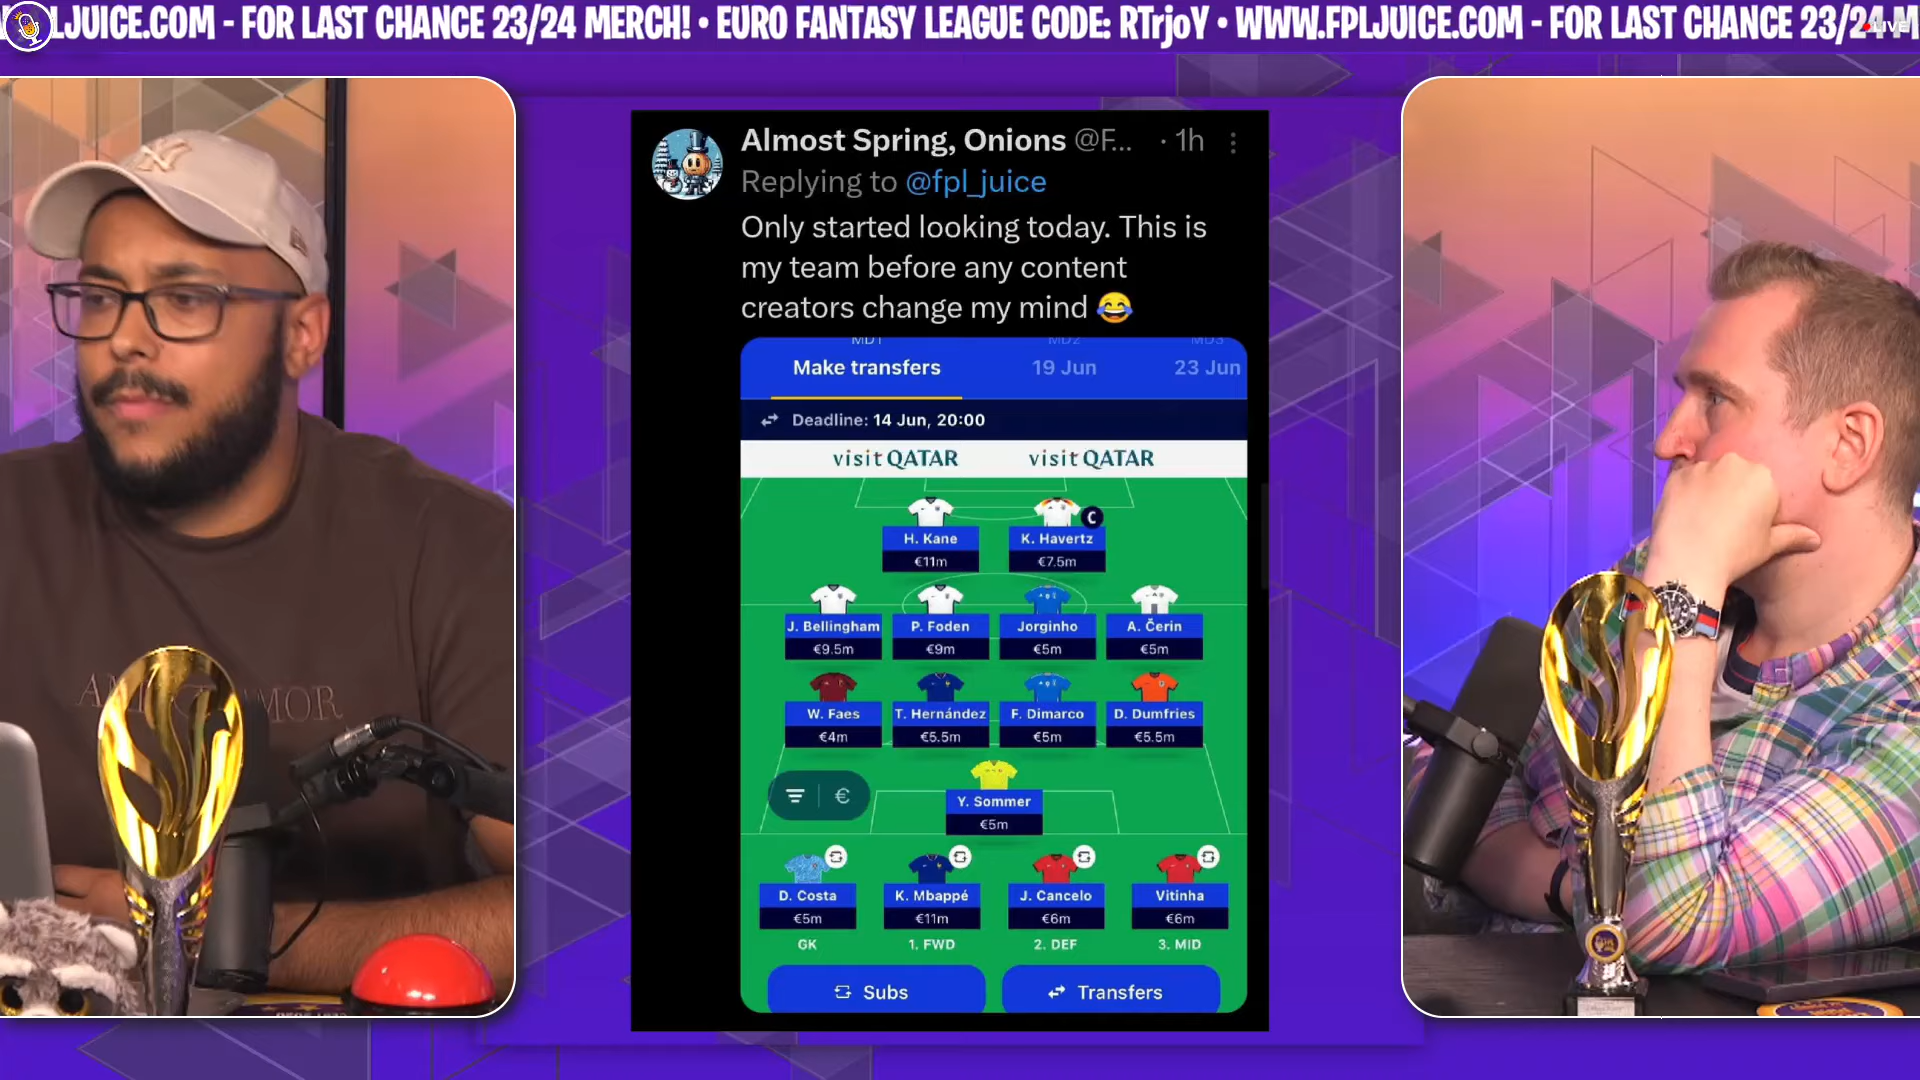 LJUICE.COM - FOR LAST CHANCE 23/24 MERCH! • EURO FANTASY LEAGUE CODE: RTrjoY • WWW.FPLJUICE.COM - FOR LAST CHANCE 23/24 M
LIVE
Almost Spring, Onions @F... · 1h
Replying to @fpl_juice
Only started looking today. This is
my team before any content
creators change my mind 😂
MD1 MD2 MD3
Make transfers 19 Jun 23 Jun
Deadline: 14 Jun, 20:00
visit QATAR visit QATAR
C
H. Kane K. Havertz
€11m €7.5m
J. Bellingham P. Foden Jorginho A. Čerin
€9.5m €9m €5m €5m
W. Faes T. Hernández F. Dimarco D. Dumfries
€4m €5.5m €5m €5.5m
€
Y. Sommer
€5m
D. Costa K. Mbappé J. Cancelo Vitinha
€5m €11m €6m €6m
GK 1. FWD 2. DEF 3. MID
Subs Transfers